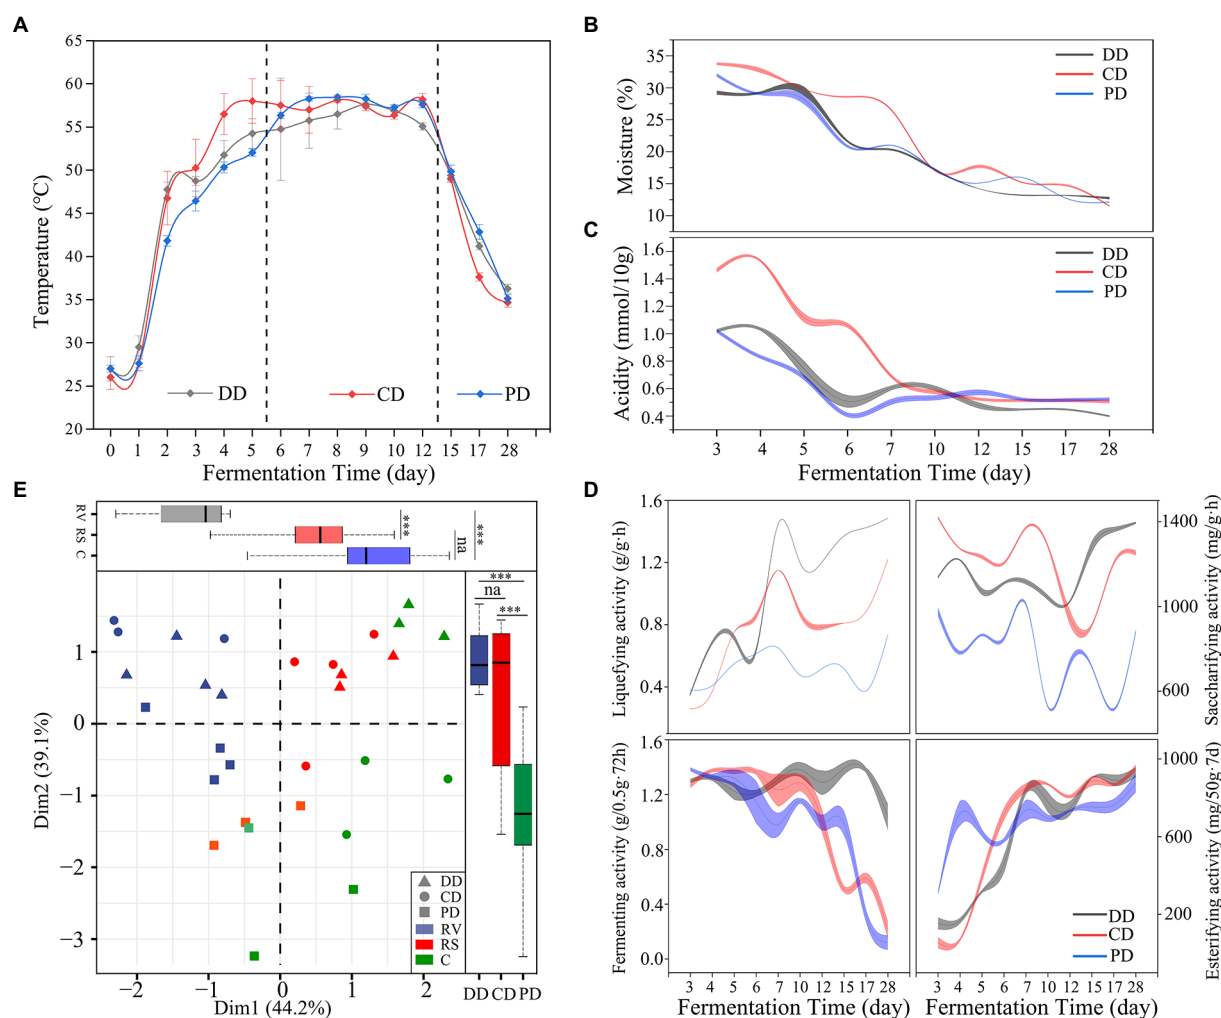 A
65
60
55
50
45
40
35
30
25
20
Temperature (°C)
DD
CD
PD
0 1 2 3 4 5 6 7 8 9 10 12 15 17 28
Fermentation Time (day)
B
35
30
25
20
15
10
Moisture (%)
DD
CD
PD
C
1.6
1.4
1.2
1.0
0.8
0.6
0.4
Acidity (mmol/10g)
DD
CD
PD
3 4 5 6 7 10 12 15 17 28
Fermentation Time (day)
E
RV
RS
C
***
na
***
2
1
0
−1
−2
−3
Dim2 (39.1%)
***
na
***
DD
CD
PD
RV
RS
C
−2 −1 0 1 2
DD CD PD
Dim1 (44.2%)
D
1.6
1.2
0.8
0.4
Liquefying activity (g/g·h)
1400
1000
600
Saccharifying activity (mg/g·h)
1.6
1.2
0.8
0.4
0.0
Fermenting activity (g/0.5g·72h)
1000
600
200
Esterifying activity (mg/50g·7d)
DD
CD
PD
3 4 5 6 7 10 12 15 17 28
3 4 5 6 7 10 12 15 17 28
Fermentation Time (day)
Fermentation Time (day)